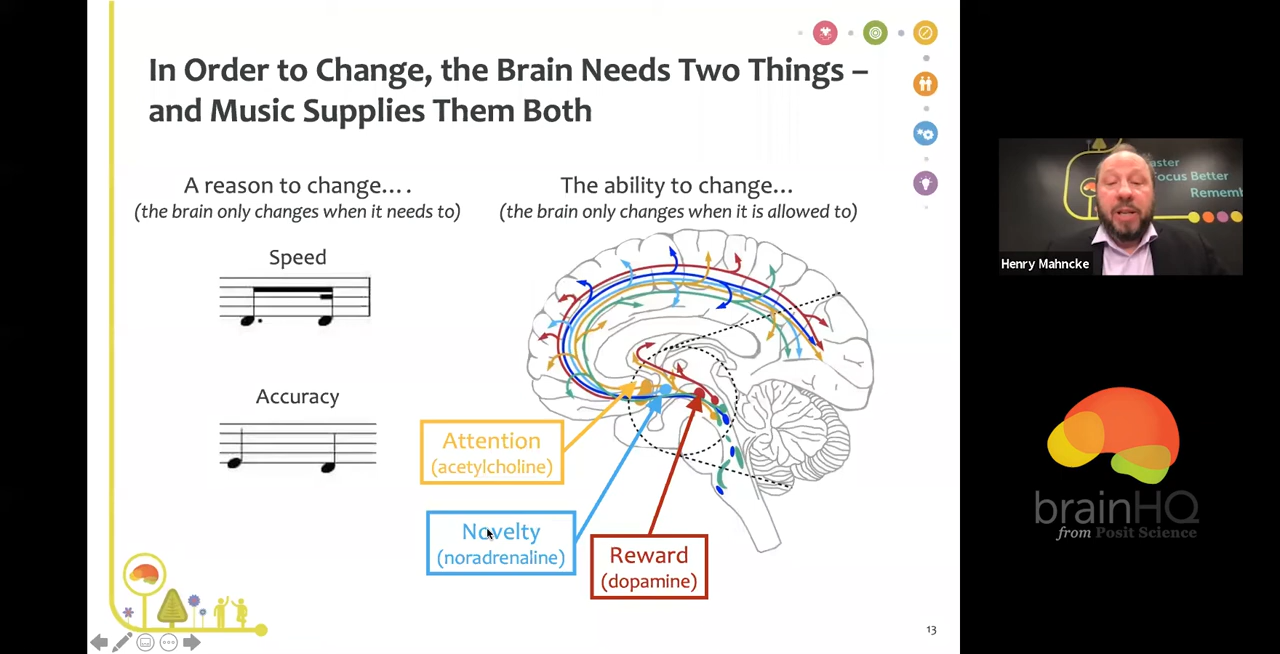 In Order to Change, the Brain Needs Two Things –
and Music Supplies Them Both
A reason to change….
(the brain only changes when it needs to)
Speed
Accuracy
The ability to change…
(the brain only changes when it is allowed to)
Attention
(acetylcholine)
Novelty
(noradrenaline)
Reward
(dopamine)
13
Focus Better
Henry Mahncke
brainHQ
from Posit Science